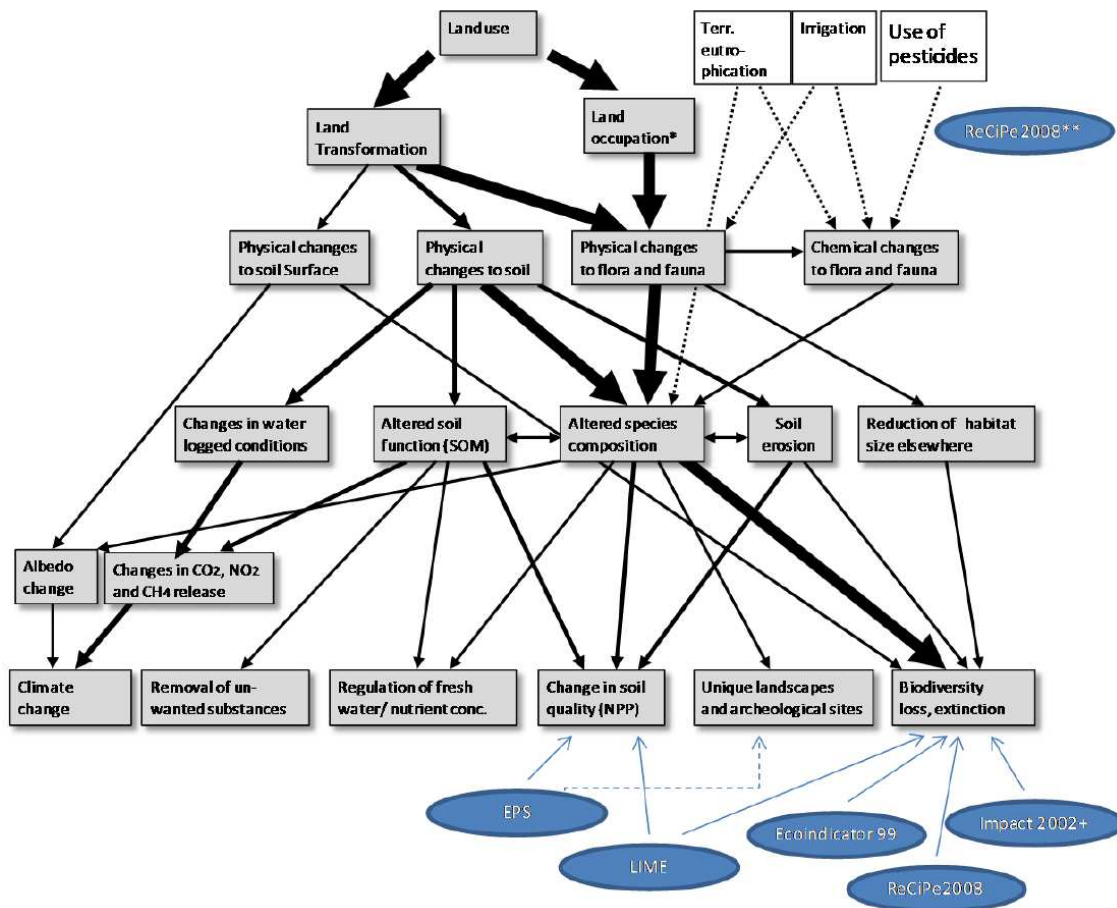 Land use
Terr.
eutro-
phication
Irrigation
Use of
pesticides
Land
Transformation
Land
occupation*
ReCiPe2008**
Physical changes
to soil Surface
Physical
changes to soil
Physical changes
to flora and fauna
Chemical changes
to flora and fauna
Changes in water
logged conditions
Altered soil
function (SOM)
Altered species
composition
Soil
erosion
Reduction of habitat
size elsewhere
Albedo
change
Changes in CO2, NO2
and CH4 release
Climate
change
Removal of un-
wanted substances
Regulation of fresh
water/ nutrient conc.
Change in soil
quality (NPP)
Unique landscapes
and archeological sites
Biodiversity
loss, extinction
EPS
LIME
Ecoindicator 99
Impact 2002+
ReCiPe2008